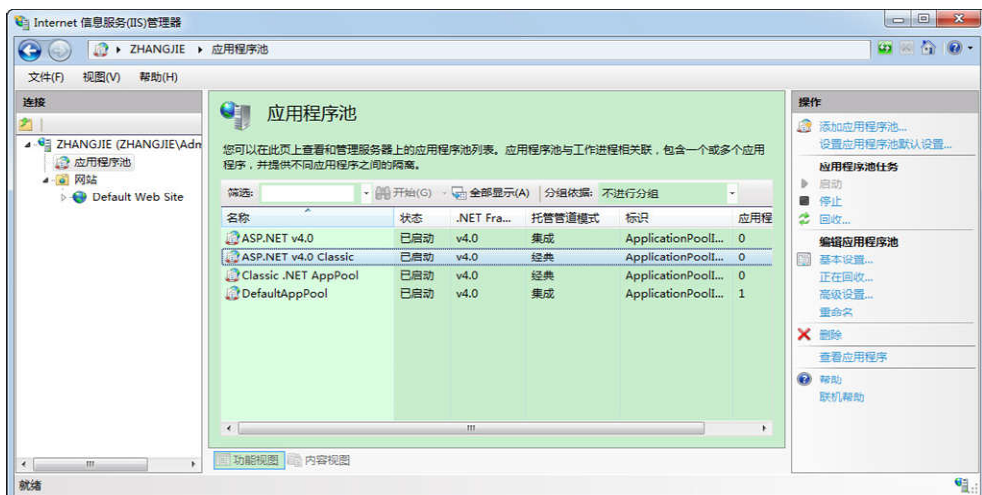 Internet 信息服务(IIS)管理器
ZHANGJIE 应用程序池
文件(F) 视图(V) 帮助(H)
连接
ZHANGJIE (ZHANGJIE\Adm
应用程序池
网站
Default Web Site
应用程序池
您可以在此页上查看和管理服务器上的应用程序池列表。应用程序池与工作进程相关联，包含一个或多个应用
程序，并提供不同应用程序之间的隔离。
筛选: 开始(G) 全部显示(A) 分组依据: 不进行分组
名称 状态 .NET Fra... 托管管道模式 标识 应用程
ASP.NET v4.0 已启动 v4.0 集成 ApplicationPoolI... 0
ASP.NET v4.0 Classic 已启动 v4.0 经典 ApplicationPoolI... 0
Classic .NET AppPool 已启动 v4.0 经典 ApplicationPoolI... 0
DefaultAppPool 已启动 v4.0 集成 ApplicationPoolI... 1
功能视图 内容视图
操作
添加应用程序池...
设置应用程序池默认设置...
应用程序池任务
启动
停止
回收...
编辑应用程序池
基本设置...
正在回收...
高级设置...
重命名
删除
查看应用程序
帮助
联机帮助
就绪